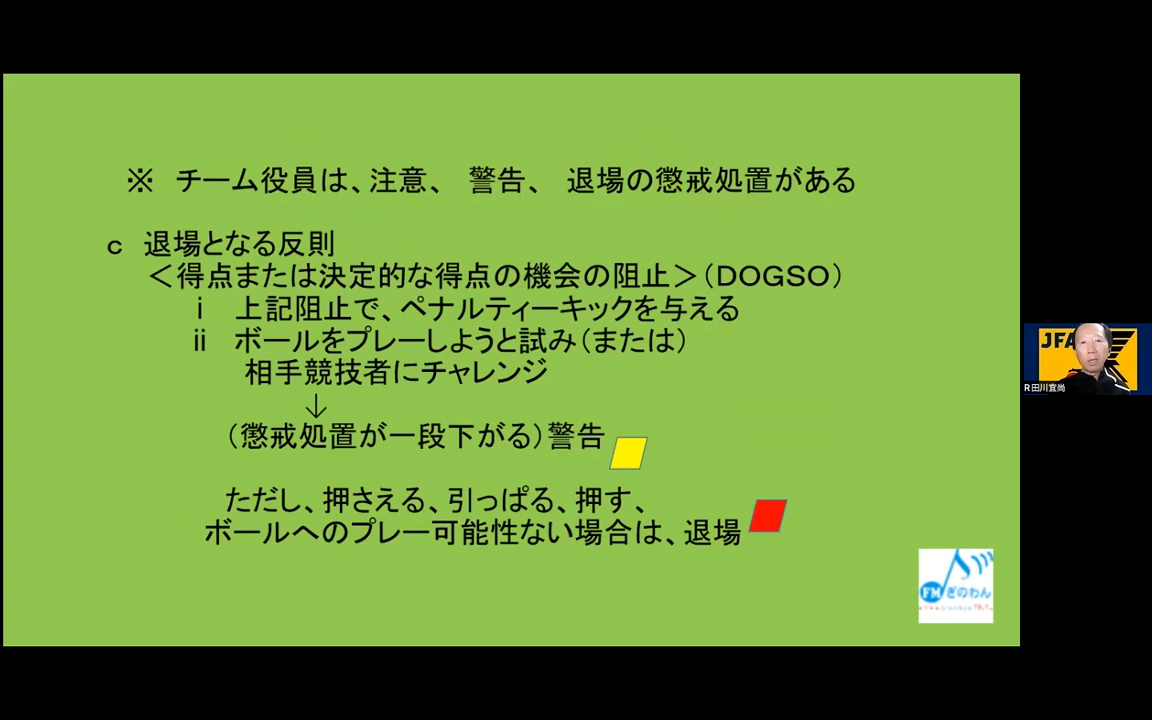 ※　チーム役員は、注意、　警告、　退場の懲戒処置がある
ｃ　退場となる反則
＜得点または決定的な得点の機会の阻止＞（ＤＯＧＳＯ）
ⅰ　上記阻止で、ペナルティーキックを与える
ⅱ　ボールをプレーしようと試み（または）
相手競技者にチャレンジ
↓
（懲戒処置が一段下がる）警告
ただし、押さえる、引っぱる、押す、
ボールへのプレー可能性ない場合は、退場
JFA
R田川宜尚
FMぎのわん